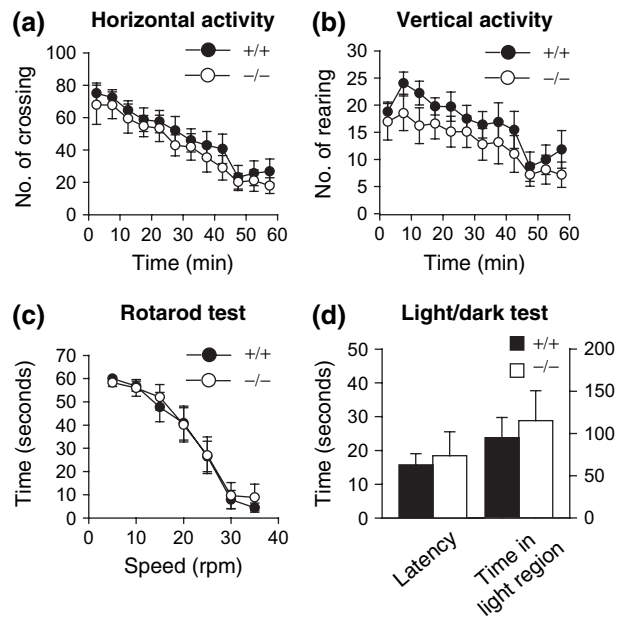 (a) Horizontal activity
+/+
−/−
No. of crossing
100
80
60
40
20
0
0 10 20 30 40 50 60
Time (min)
(b) Vertical activity
+/+
−/−
No. of rearing
30
25
20
15
10
5
0
0 10 20 30 40 50 60
Time (min)
(c) Rotarod test
+/+
−/−
Time (seconds)
70
60
50
40
30
20
10
0
0 10 20 30 40
Speed (rpm)
(d) Light/dark test
+/+
−/−
Time (seconds)
50
40
30
20
10
0
200
150
100
50
0
Latency
Time in
light region